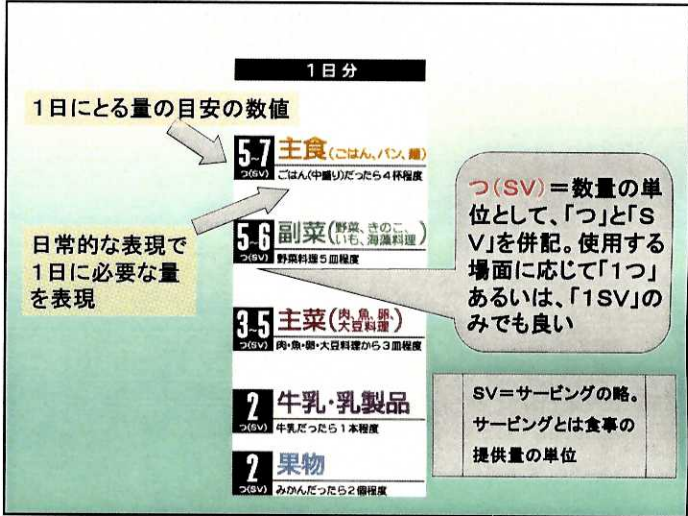 1日分
1日にとる量の目安の数値
5~7
つ(SV)
主食(ごはん、パン、麺)
ごはん(中盛り)だったら4杯程度
日常的な表現で
1日に必要な量
を表現
5~6
つ(SV)
副菜(野菜、きのこ、
いも、海藻料理)
野菜料理5皿程度
3~5
つ(SV)
主菜(肉、魚、卵、
大豆料理)
肉・魚・卵・大豆料理から3皿程度
2
つ(SV)
牛乳・乳製品
牛乳だったら1本程度
2
つ(SV)
果物
みかんだったら2個程度
つ(SV)=数量の単
位として、「つ」と「S
V」を併記。使用する
場面に応じて「1つ」
あるいは、「1SV」の
みでも良い
SV=サービングの略。
サービングとは食事の
提供量の単位